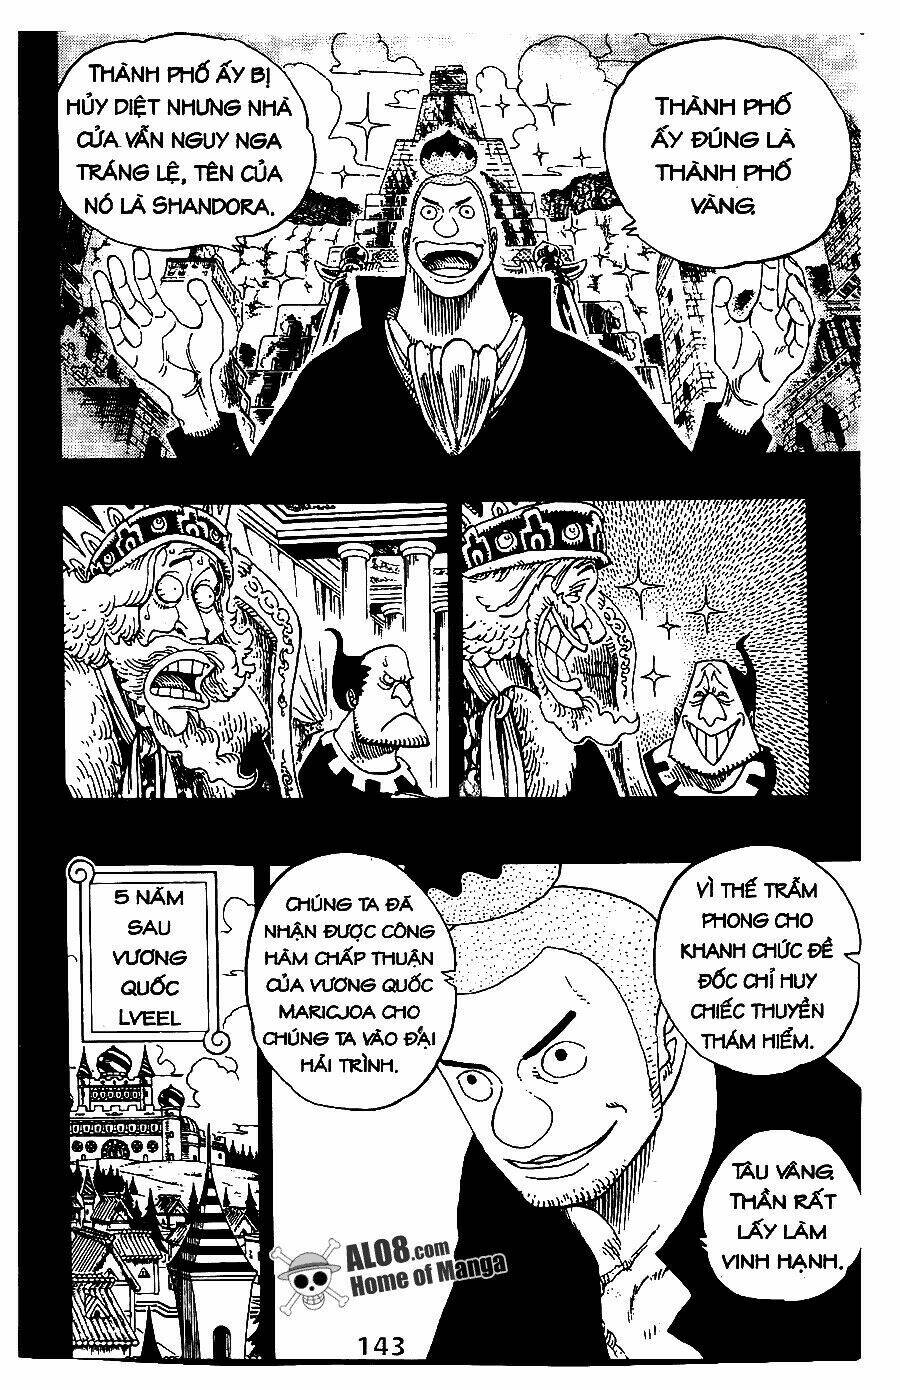 THÀNH PHỐ ẤY BỊ
HỦY DIỆT NHƯNG NHÀ
CỬA VẪN NGUY NGA
TRÁNG LỆ, TÊN CỦA
NÓ LÀ SHANDORA.
THÀNH PHỐ
ẤY ĐÚNG LÀ
THÀNH PHỐ
VÀNG.
5 NĂM
SAU
VƯƠNG
QUỐC
LVEEL
CHÚNG TA ĐÃ
NHẬN ĐƯỢC CÔNG
HÀM CHẤP THUẬN
CỦA VƯƠNG QUỐC
MARICJOA CHO
CHÚNG TA VÀO ĐẠI
HẢI TRÌNH.
VÌ THẾ TRẪM
PHONG CHO
KHANH CHỨC ĐỀ
ĐỐC CHỈ HUY
CHIẾC THUYỀN
THÁM HIỂM.
TÂU VÂNG.
THẦN RẤT
LẤY LÀM
VINH HẠNH.
ALO8.com
Home of Manga
143